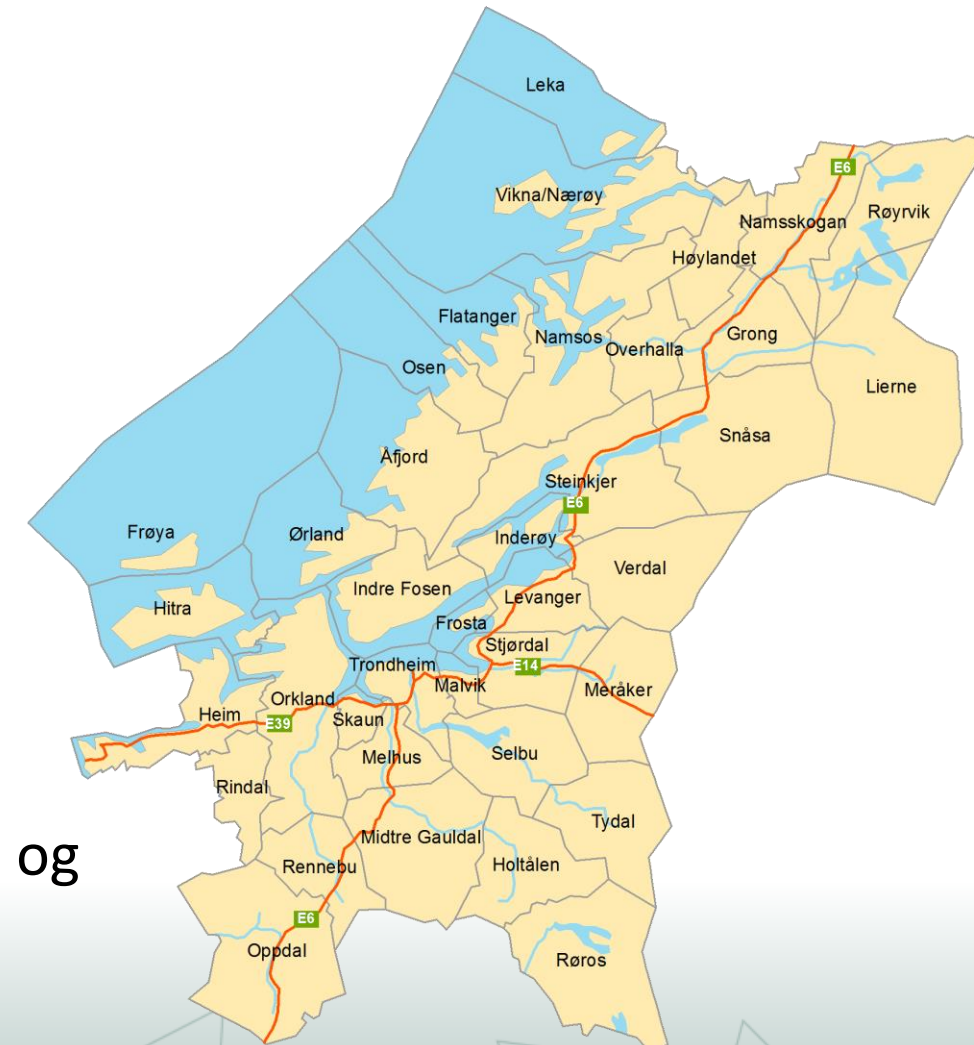 Leka
E6
Vikna/Nærøy
Røyrvik
Namsskogan
Høylandet
Flatanger
Namsos
Grong
Overhalla
Osen
Lierne
Snåsa
Åfjord
Steinkjer
E6
Frøya
Ørland
Inderøy
Verdal
Indre Fosen
Levanger
Hitra
Frosta
Stjørdal
Trondheim
E14
Malvik
Meråker
Orkland
Heim
Skaun
E39
Selbu
Melhus
Rindal
Tydal
Midtre Gauldal
og
Rennebu
Holtålen
E6
Oppdal
Røros